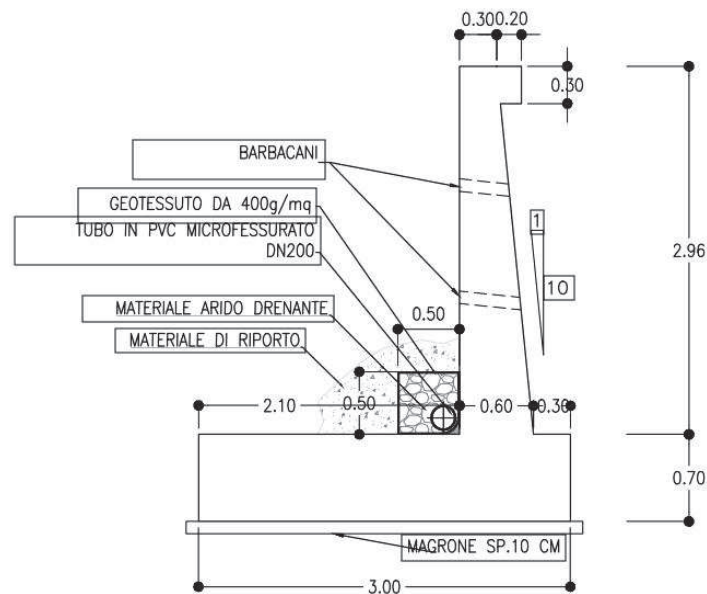 0.300.20
0.30
BARBACANI
GEOTESSUTO DA 400g/mq
TUBO IN PVC MICROFESSURATO
DN200
1
2.96
10
MATERIALE ARIDO DRENANTE
0.50
MATERIALE DI RIPORTO
2.10
0.50
0.60
0.30
0.70
MAGRONE SP.10 CM
3.00